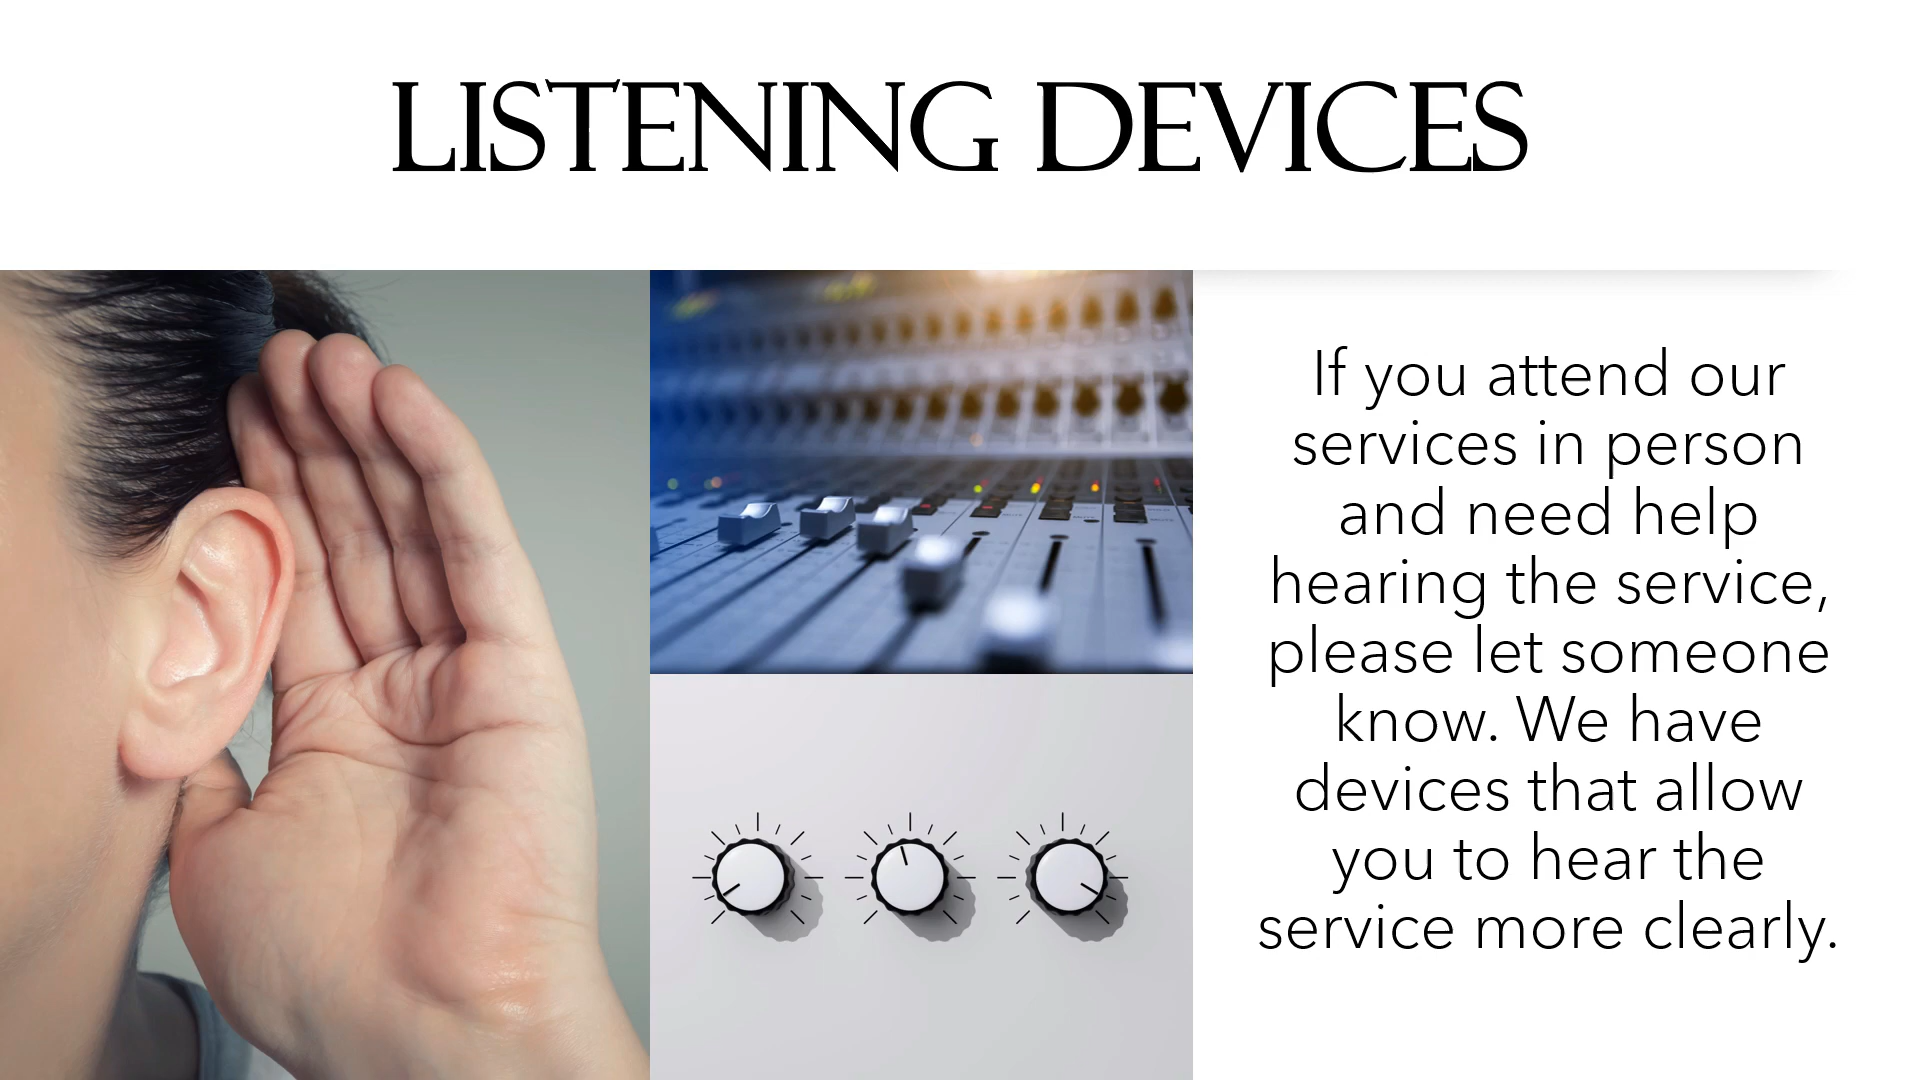 LISTENING DEVICES
If you attend our
services in person
and need help
hearing the service,
please let someone
know. We have
devices that allow
you to hear the
service more clearly.